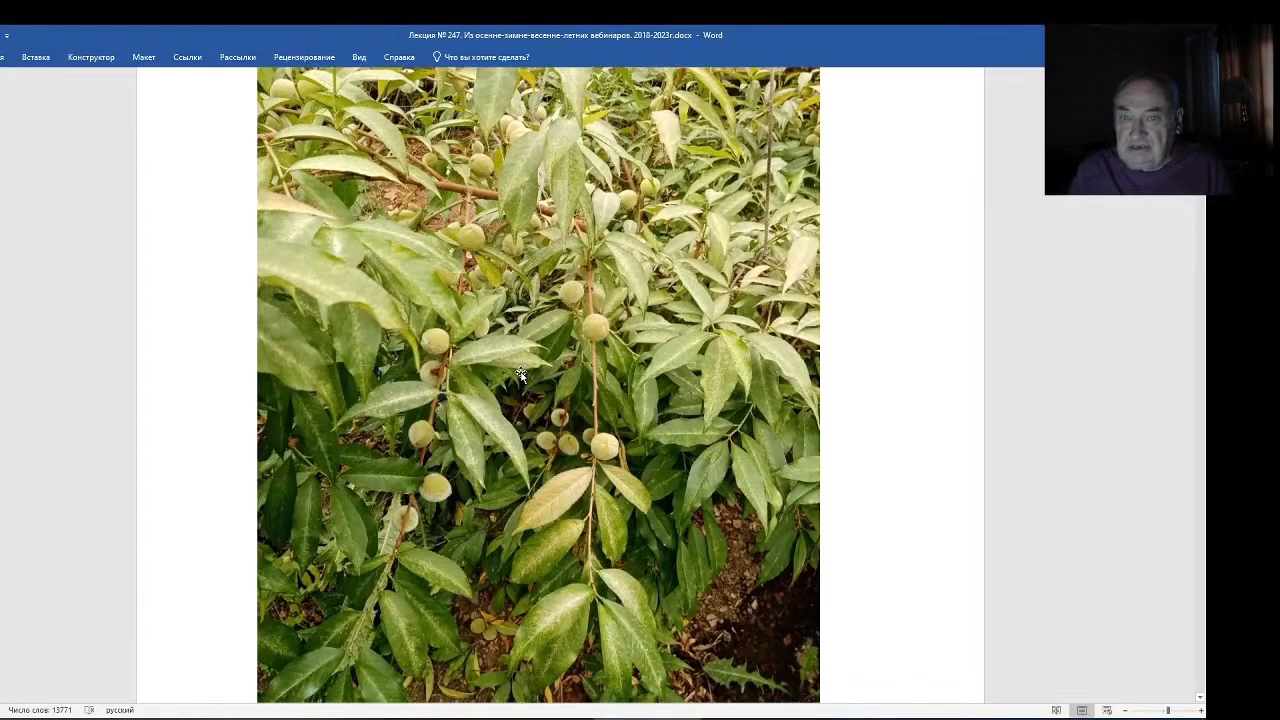 Лекция № 247. Из осенне-зимне-весенне-летних вебинаров. 2018-2023г.docx - Word
Вставка Конструктор Макет Ссылки Рассылки Рецензирование Вид Справка Что вы хотите сделать?
Число слов: 13771 русский